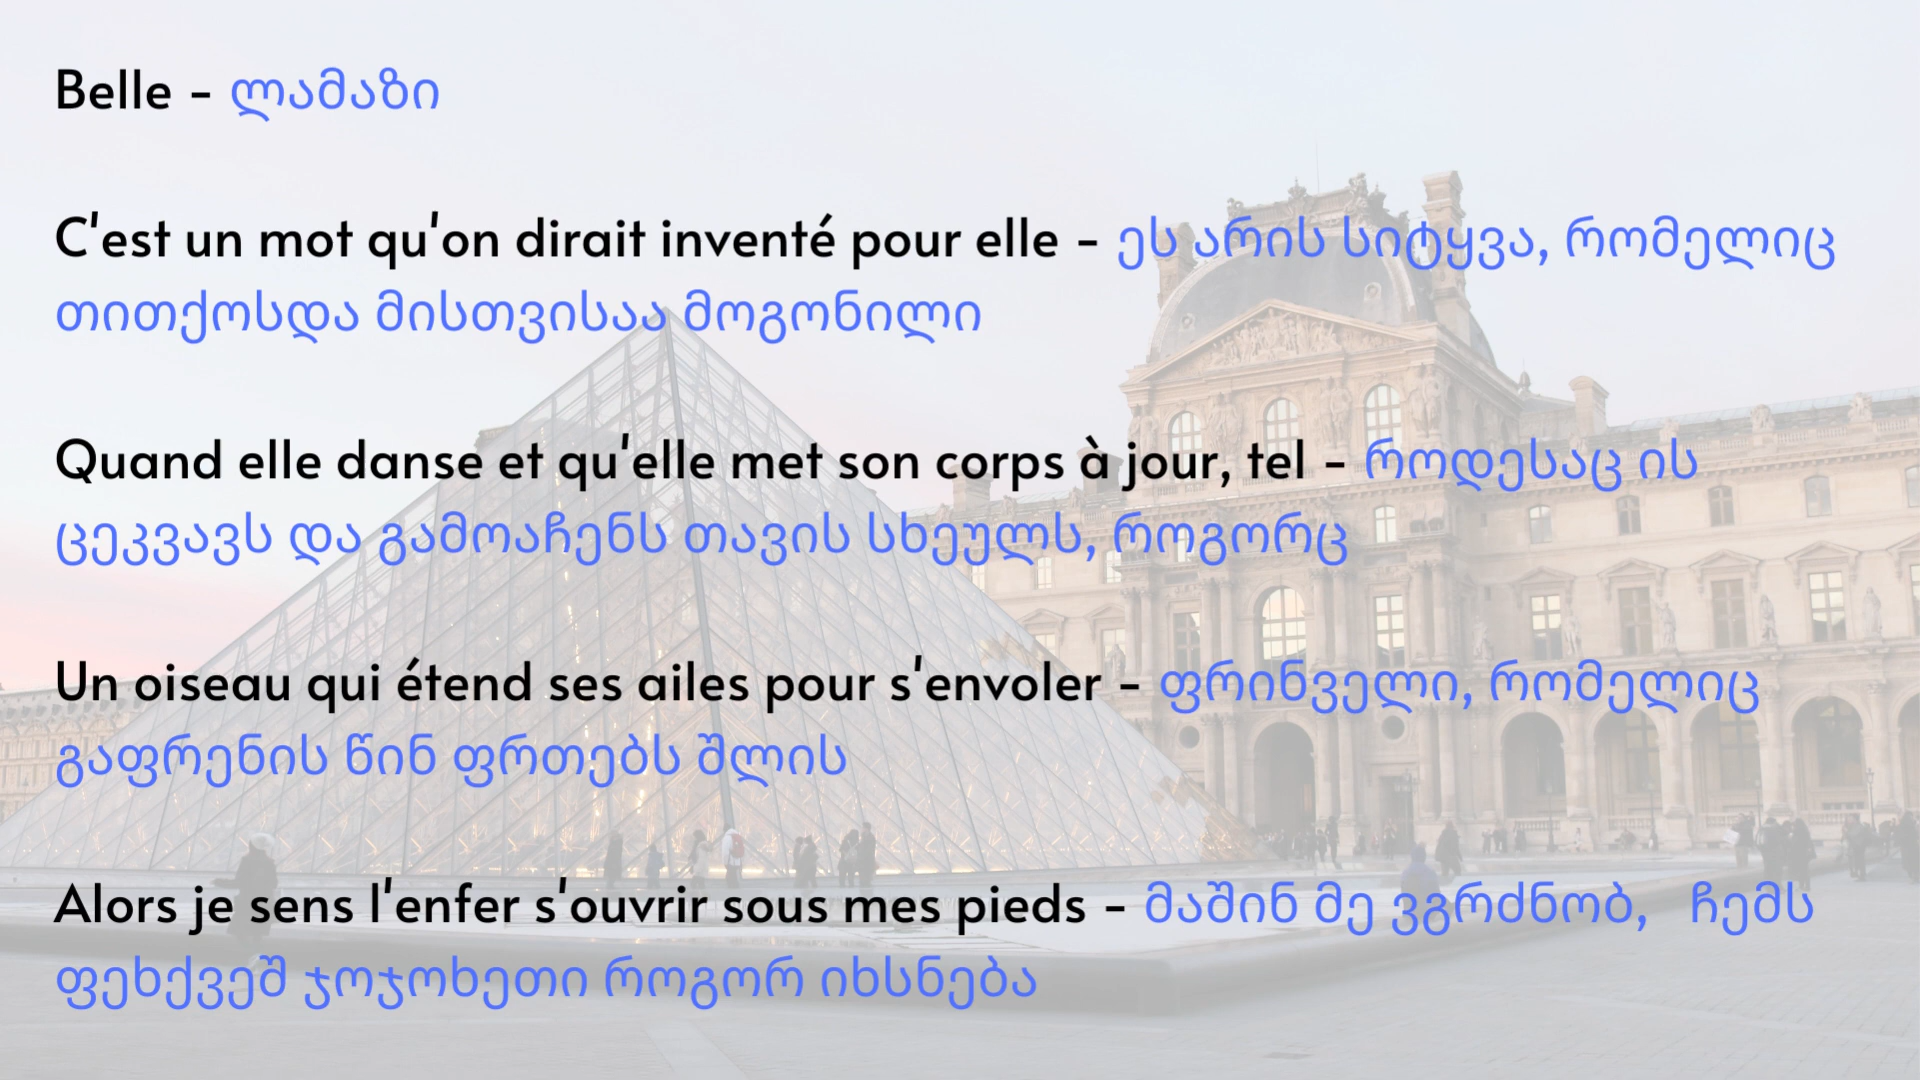 Belle - ლამაზი
C'est un mot qu'on dirait inventé pour elle - ეს არის სიტყვა, რომელიც
თითქოსდა მისთვისაა მოგონილი
Quand elle danse et qu'elle met son corps à jour, tel - როდესაც ის
ცეკვავს და გამოაჩენს თავის სხეულს, როგორც
Un oiseau qui étend ses ailes pour s'envoler - ფრინველი, რომელიც
გაფრენის წინ ფრთებს შლის
Alors je sens l'enfer s'ouvrir sous mes pieds - მაშინ მე ვგრძნობ, ჩემს
ფეხქვეშ ჯოჯოხეთი როგორ იხსნება